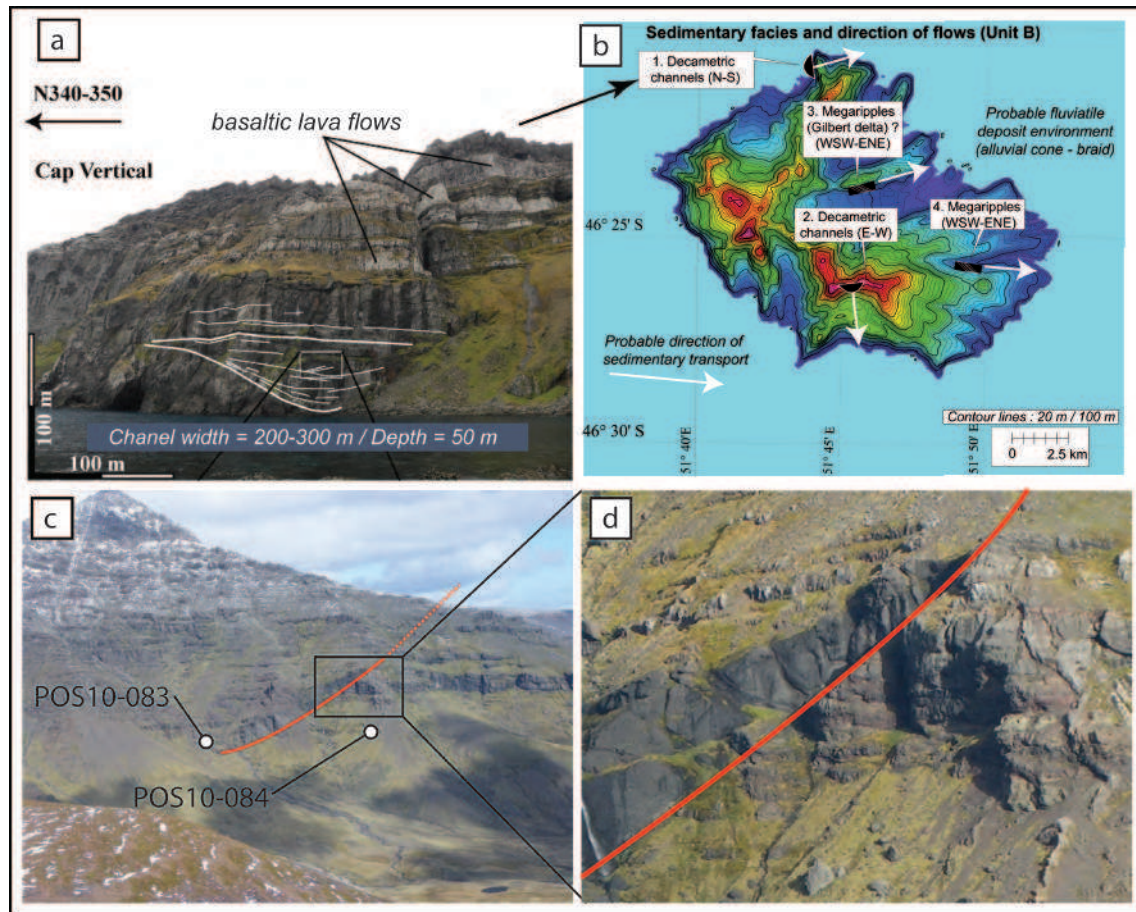 a
N340-350
Cap Vertical
basaltic lava flows
100 m
Chanel width = 200-300 m / Depth = 50 m
100 m
b
Sedimentary facies and direction of flows (Unit B)
1. Decametric
channels (N-S)
3. Megaripples
(Gilbert delta) ?
(WSW-ENE)
Probable fluviatile
deposit environment
(alluvial cone - braid)
46° 25' S
2. Decametric
channels (E-W)
4. Megaripples
(WSW-ENE)
Probable direction of
sedimentary transport
46° 30' S
51° 40' E
51° 45' E
51° 50' E
Contour lines : 20 m / 100 m
0 2.5 km
c
POS10-083
POS10-084
d